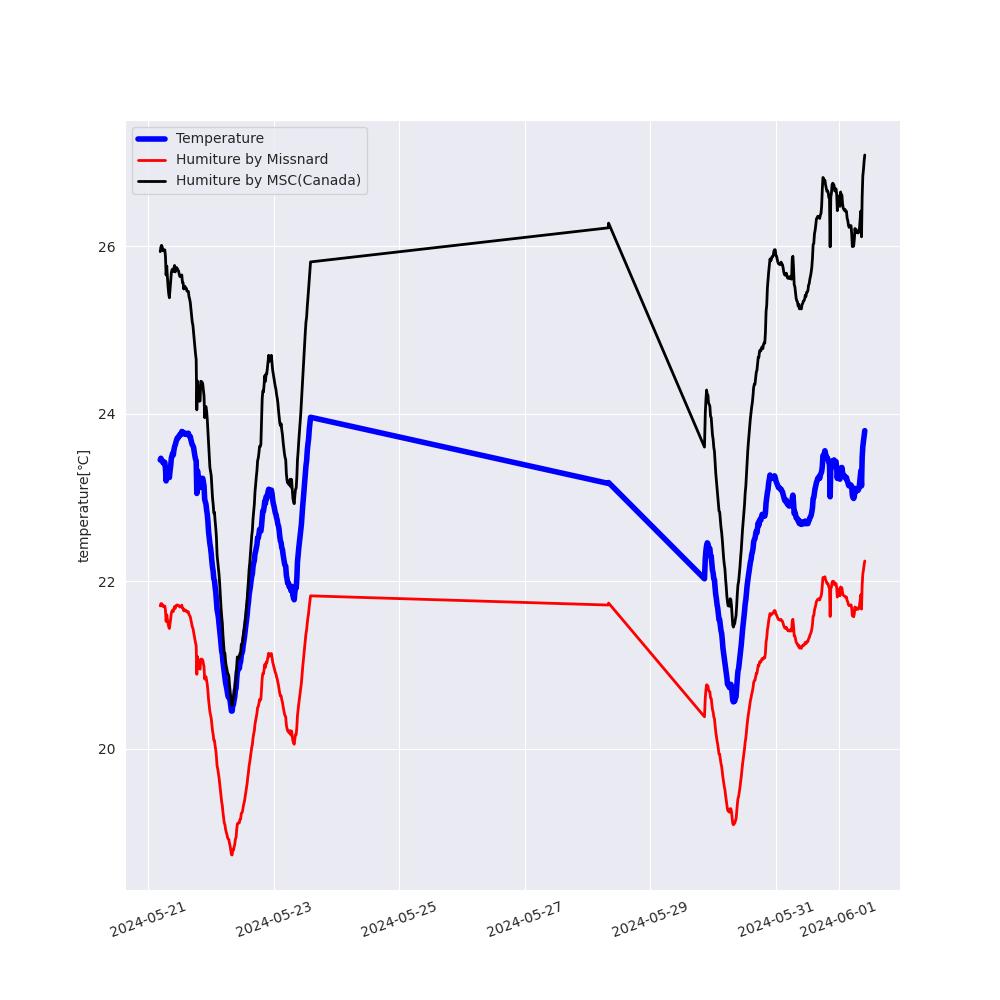 Temperature
Humiture by Missnard
Humiture by MSC(Canada)
26
24
22
20
temperature[℃]
2024-05-21
2024-05-23
2024-05-25
2024-05-27
2024-05-29
2024-05-31
2024-06-01